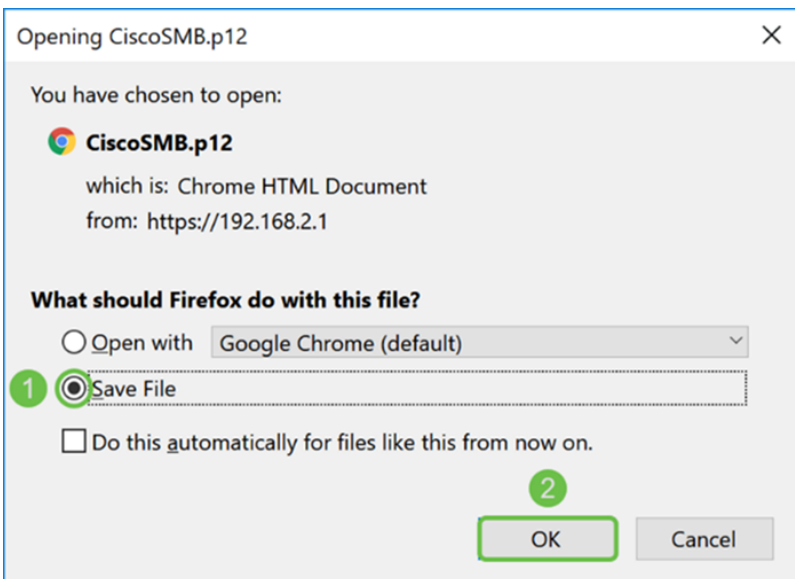 Opening CiscoSMB.p12
You have chosen to open:
CiscoSMB.p12
which is: Chrome HTML Document
from: https://192.168.2.1
What should Firefox do with this file?
Open with Google Chrome (default)
1 Save File
Do this automatically for files like this from now on.
2
OK Cancel